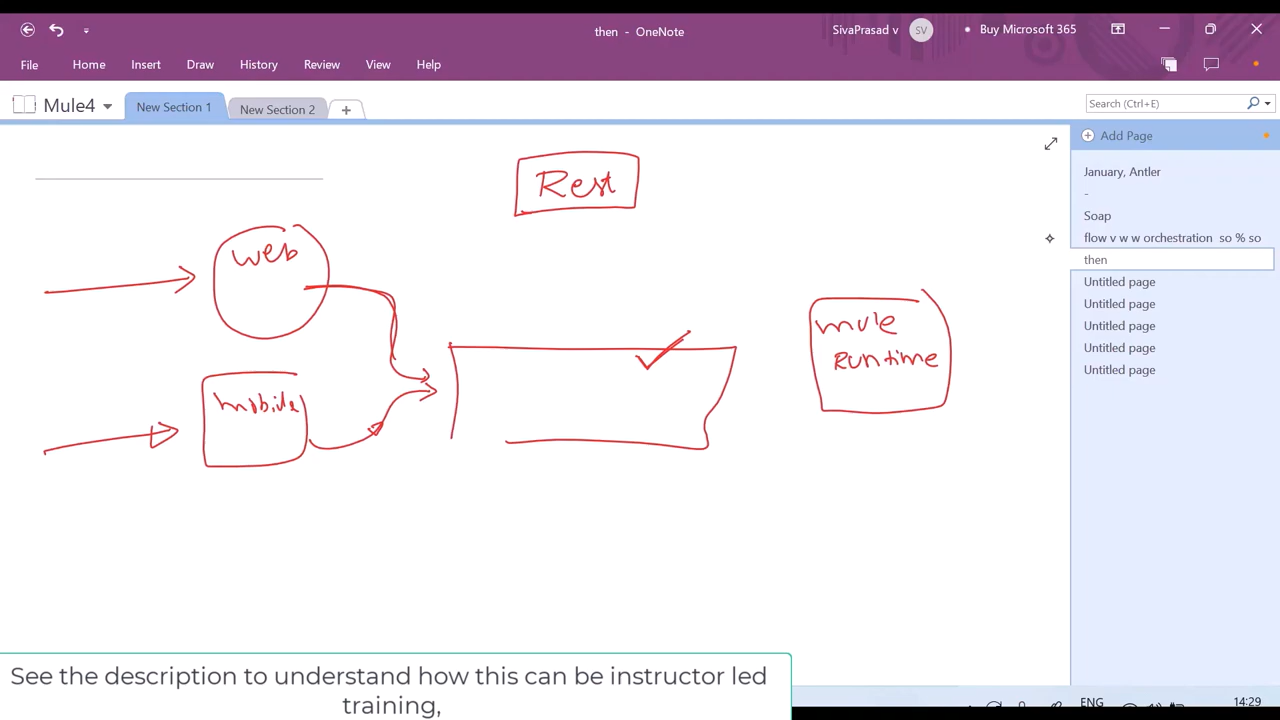 then - OneNote
SivaPrasad v
SV
Buy Microsoft 365
File
Home
Insert
Draw
History
Review
View
Help
Mule4
New Section 1
New Section 2
+
Search (Ctrl+E)
Add Page
January, Antler
-
Soap
flow v w w orchestration so % so
then
Untitled page
Untitled page
Untitled page
Untitled page
Untitled page
Rest
web
mobile
mule
Runtime
See the description to understand how this can be instructor led
training,
ENG
14:29